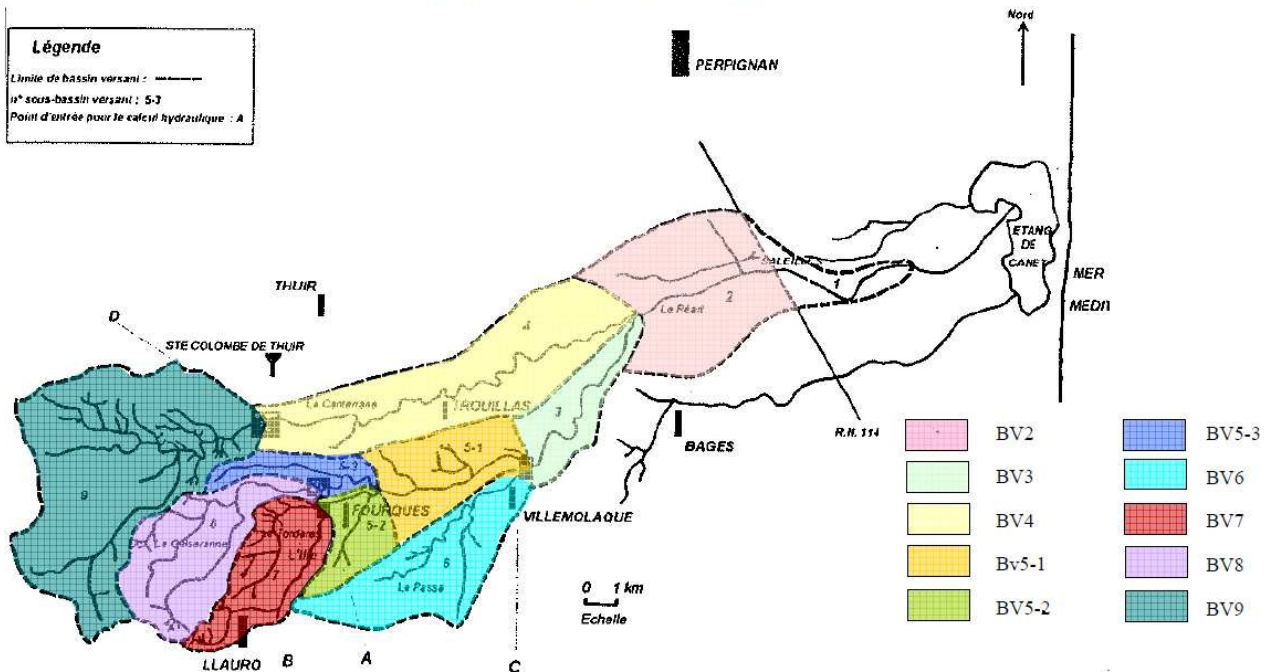 Légende
Limite de bassin versant :
n° sous-bassin versant : 5-3
Point d'entrée pour le calcul hydraulique : A
Nord
PERPIGNAN
ETANG
DE
CANET
MER
1
2
Le Réart
THUIR
D
4
STE COLOMBE DE THUIR
La Canterrane
TROUILLAS
3
5-1
5-3
9
BAGES
R.N. 114
FOURQUES
5-2
VILLEMOLAQUE
8
7
6
Le Passa
0 1 km
Echelle
LLAURO
B
A
C
BV2
BV3
BV4
Bv5-1
BV5-2
BV5-3
BV6
BV7
BV8
BV9